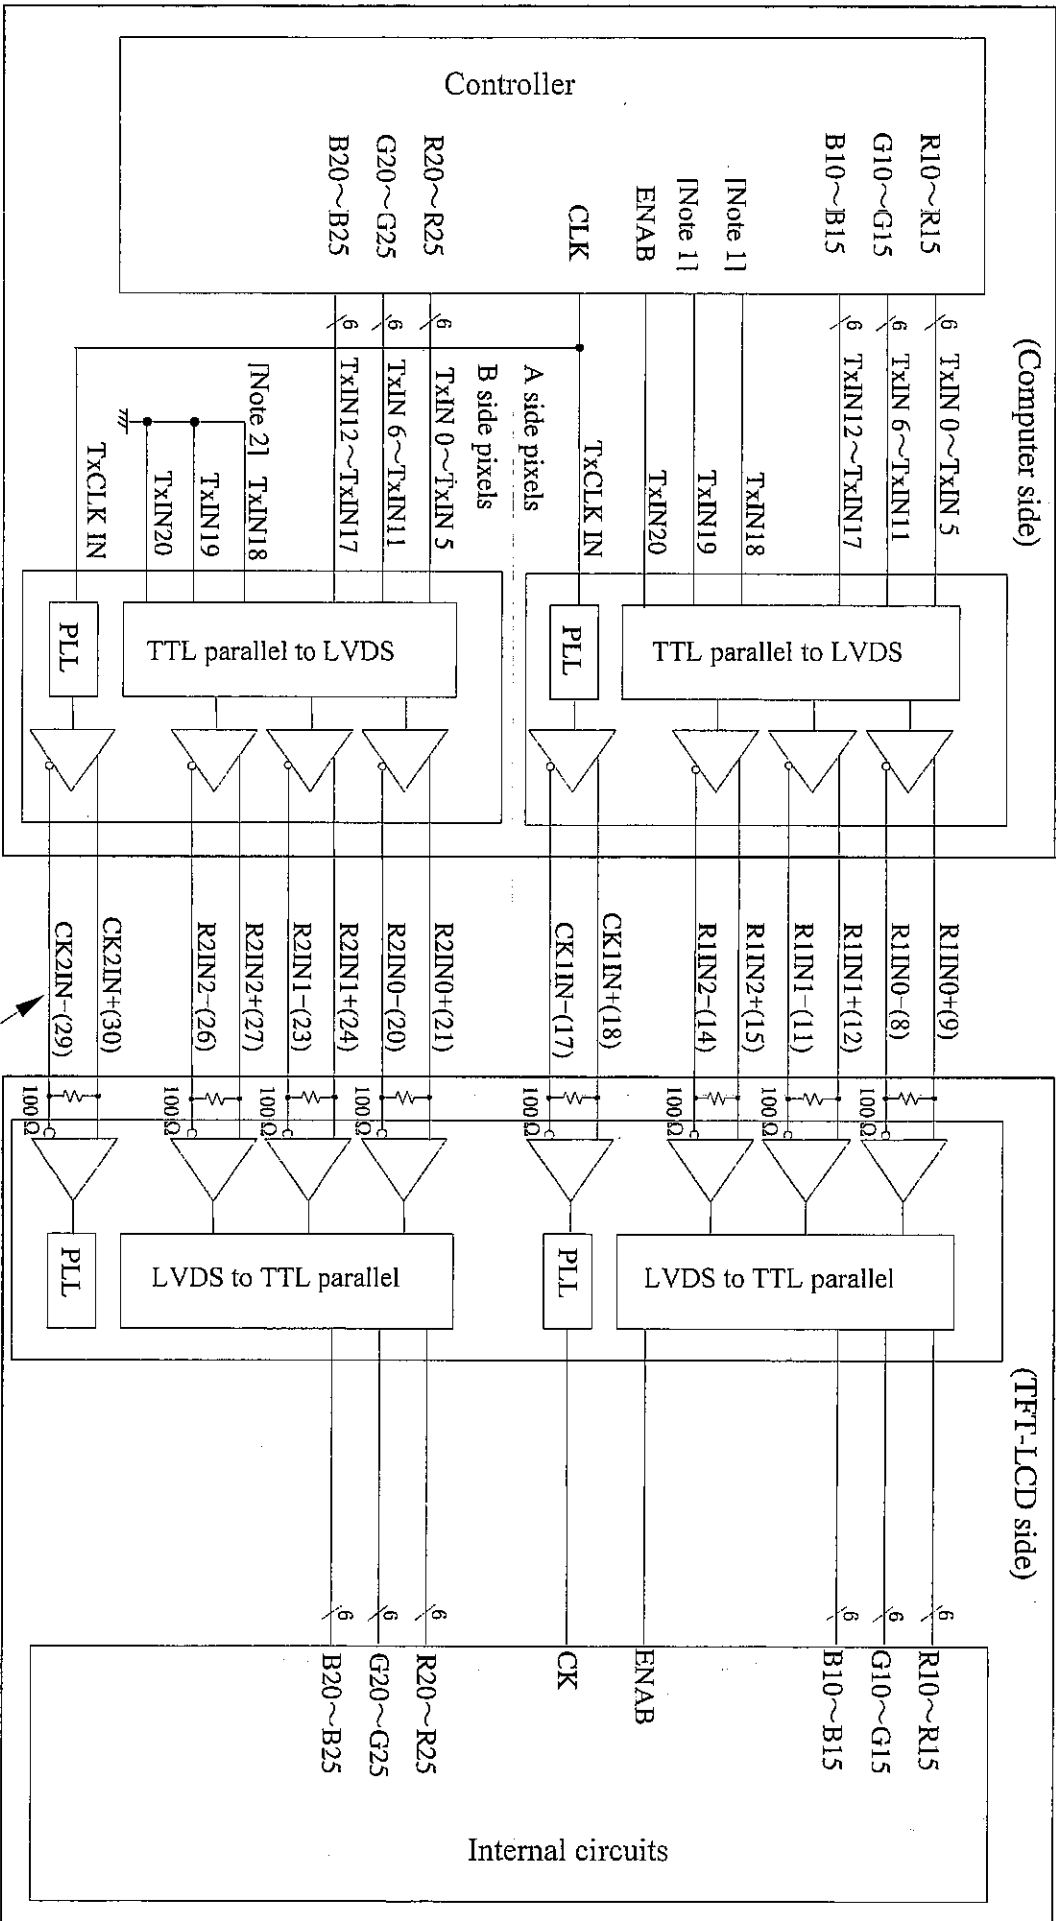 (Computer side)
Controller
R10~R15
G10~G15
B10~B15
[Note 1]
[Note 1]
ENAB
CLK
R20~R25
G20~G25
B20~B25
6
6
6
6
6
6
TxIN 0~TxIN 5
TxIN 6~TxIN11
TxIN12~TxIN17
TxIN18
TxIN19
TxIN20
TxCLK IN
A side pixels
B side pixels
TxIN 0~TxIN 5
TxIN 6~TxIN11
TxIN12~TxIN17
[Note 2] TxIN18
TxIN19
TxIN20
TxCLK IN
TTL parallel to LVDS
PLL
TTL parallel to LVDS
PLL
R1IN0+(9)
R1IN0-(8)
R1IN1+(12)
R1IN1-(11)
R1IN2+(15)
R1IN2-(14)
CK1IN+(18)
CK1IN-(17)
R2IN0+(21)
R2IN0-(20)
R2IN1+(24)
R2IN1-(23)
R2IN2+(27)
R2IN2-(26)
CK2IN+(30)
CK2IN-(29)
(TFT-LCD side)
100Ω
100Ω
100Ω
100Ω
100Ω
100Ω
100Ω
100Ω
LVDS to TTL parallel
PLL
LVDS to TTL parallel
PLL
6
6
6
6
6
6
R10~R15
G10~G15
B10~B15
ENAB
CK
R20~R25
G20~G25
B20~B25
Internal circuits